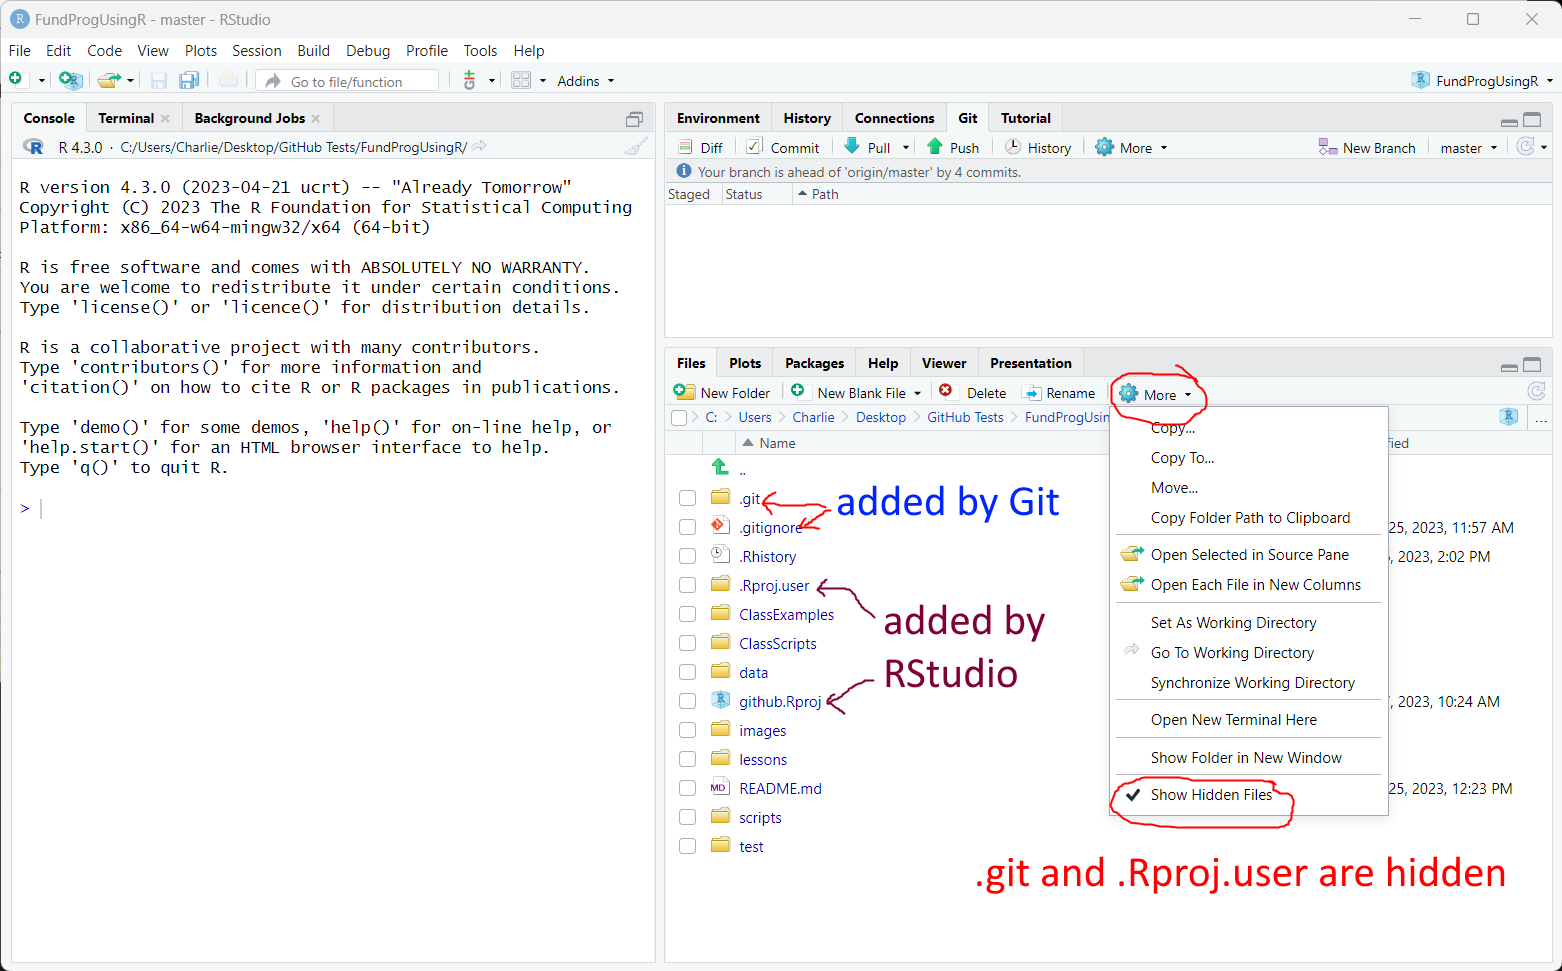 FundProgUsingR - master - RStudio
File Edit Code View Plots Session Build Debug Profile Tools Help
Go to file/function Addins FundProgUsingR
Console Terminal Background Jobs
R 4.3.0 · C:/Users/Charlie/Desktop/GitHub Tests/FundProgUsingR/
R version 4.3.0 (2023-04-21 ucrt) -- "Already Tomorrow"
Copyright (C) 2023 The R Foundation for Statistical Computing
Platform: x86_64-w64-mingw32/x64 (64-bit)
R is free software and comes with ABSOLUTELY NO WARRANTY.
You are welcome to redistribute it under certain conditions.
Type 'license()' or 'licence()' for distribution details.
R is a collaborative project with many contributors.
Type 'contributors()' for more information and
'citation()' on how to cite R or R packages in publications.
Type 'demo()' for some demos, 'help()' for on-line help, or
'help.start()' for an HTML browser interface to help.
Type 'q()' to quit R.
>
Environment History Connections Git Tutorial
Diff Commit Pull Push History More New Branch master
Your branch is ahead of 'origin/master' by 4 commits.
Staged Status Path
Files Plots Packages Help Viewer Presentation
New Folder New Blank File Delete Rename More
C: Users Charlie Desktop GitHub Tests FundProgUsin ...
Name fied
..
.git
.gitignore 25, 2023, 11:57 AM
.Rhistory , 2023, 2:02 PM
.Rproj.user
ClassExamples
ClassScripts
data
github.Rproj , 2023, 10:24 AM
images
lessons
MD README.md 25, 2023, 12:23 PM
scripts
test
added by Git
added by
RStudio
Copy...
Copy To...
Move...
Copy Folder Path to Clipboard
Open Selected in Source Pane
Open Each File in New Columns
Set As Working Directory
Go To Working Directory
Synchronize Working Directory
Open New Terminal Here
Show Folder in New Window
Show Hidden Files
.git and .Rproj.user are hidden